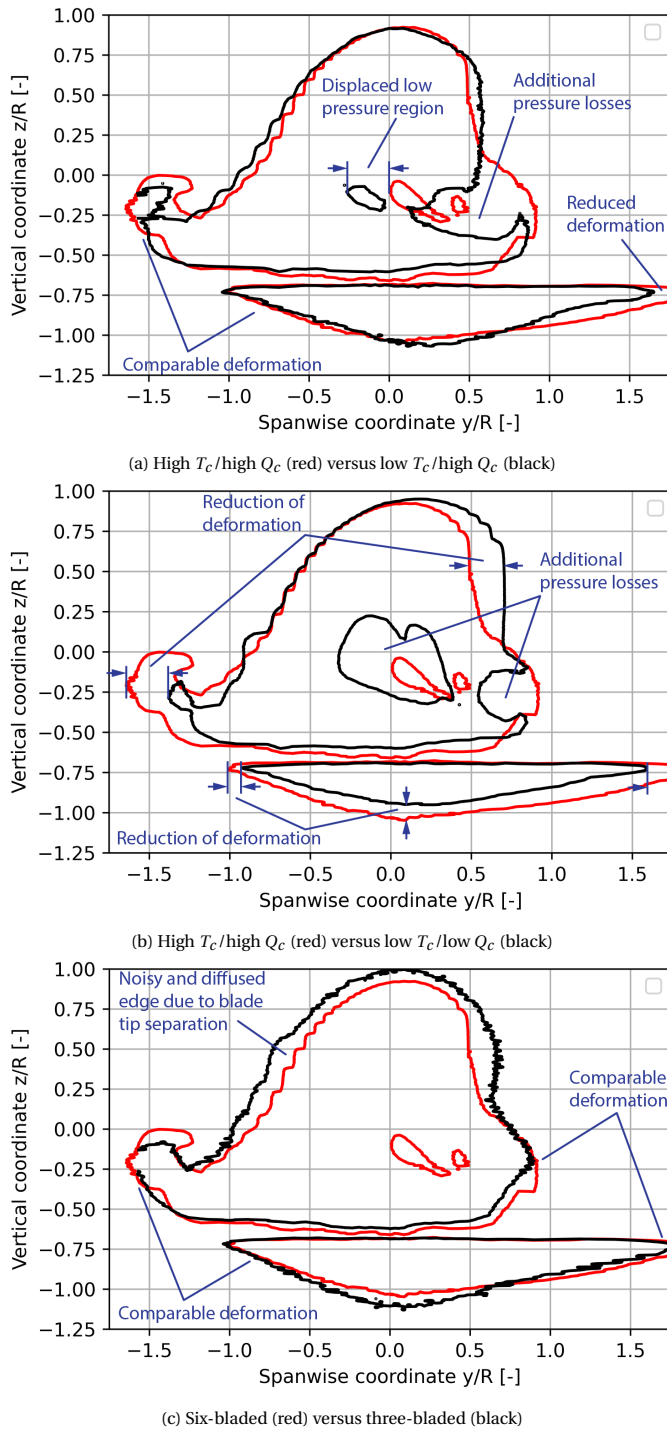 1.00
Displaced low
pressure region
Additional
pressure losses
0.75
0.50
0.25
0.00
−0.25
Reduced
deformation
−0.50
−0.75
−1.00
Comparable deformation
−1.25
Vertical coordinate z/R [-]
−1.5 −1.0 −0.5 0.0 0.5 1.0 1.5
Spanwise coordinate y/R [-]
(a) High Tc/high Qc (red) versus low Tc/high Qc (black)
1.00
Reduction of
deformation
0.75
Additional
pressure losses
0.50
0.25
0.00
−0.25
−0.50
−0.75
−1.00
Reduction of deformation
−1.25
Vertical coordinate z/R [-]
−1.5 −1.0 −0.5 0.0 0.5 1.0 1.5
Spanwise coordinate y/R [-]
(b) High Tc/high Qc (red) versus low Tc/low Qc (black)
1.00
Noisy and diffused
edge due to blade
tip separation
0.75
0.50
Comparable
deformation
0.25
0.00
−0.25
−0.50
−0.75
−1.00
Comparable deformation
−1.25
Vertical coordinate z/R [-]
−1.5 −1.0 −0.5 0.0 0.5 1.0 1.5
Spanwise coordinate y/R [-]
(c) Six-bladed (red) versus three-bladed (black)